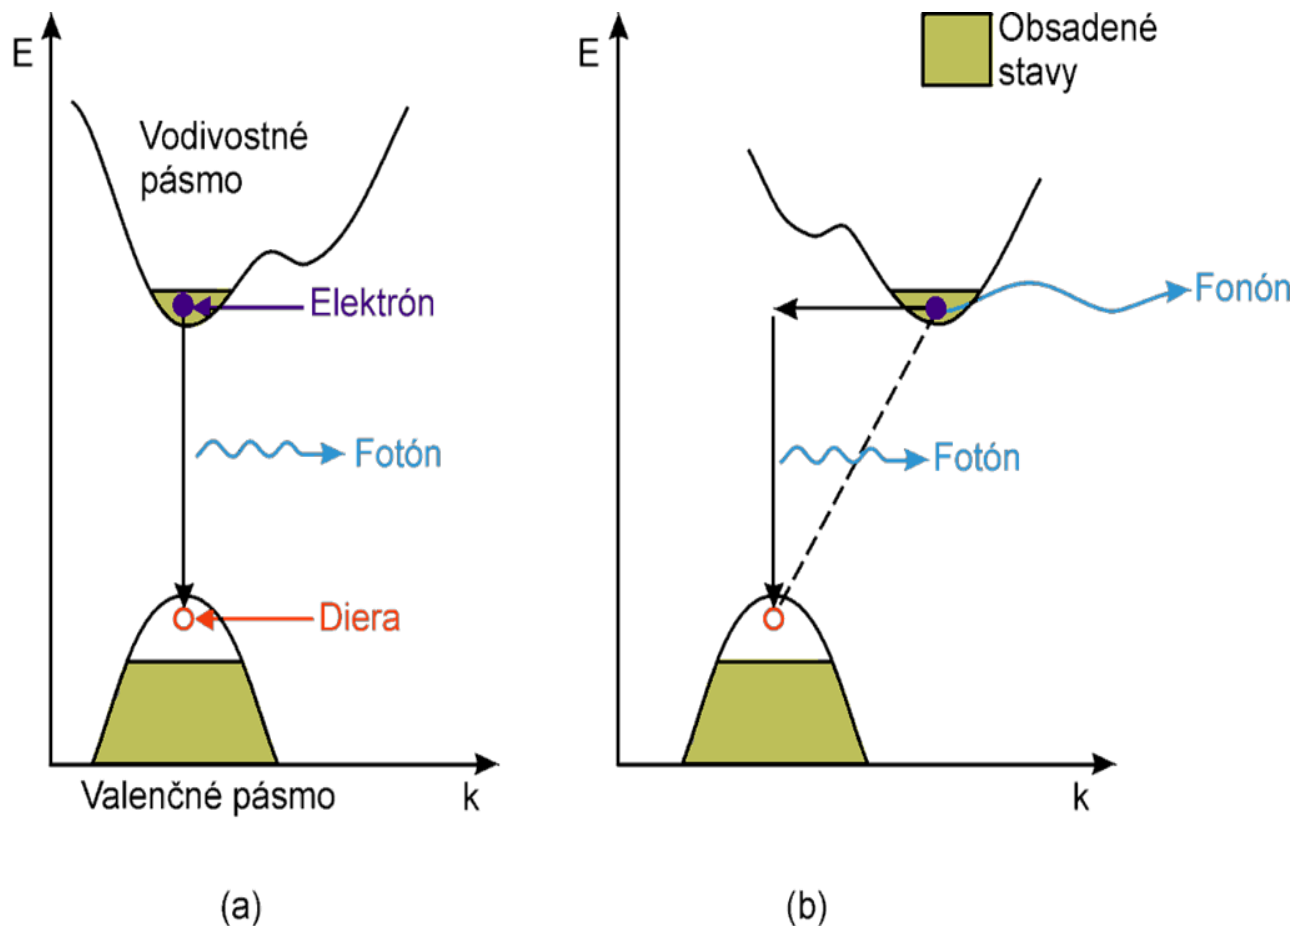 E
Vodivostné
pásmo
Elektrón
Fotón
Diera
k
Valenčné pásmo
(a)
E
Obsadené
stavy
Fonón
Fotón
k
(b)